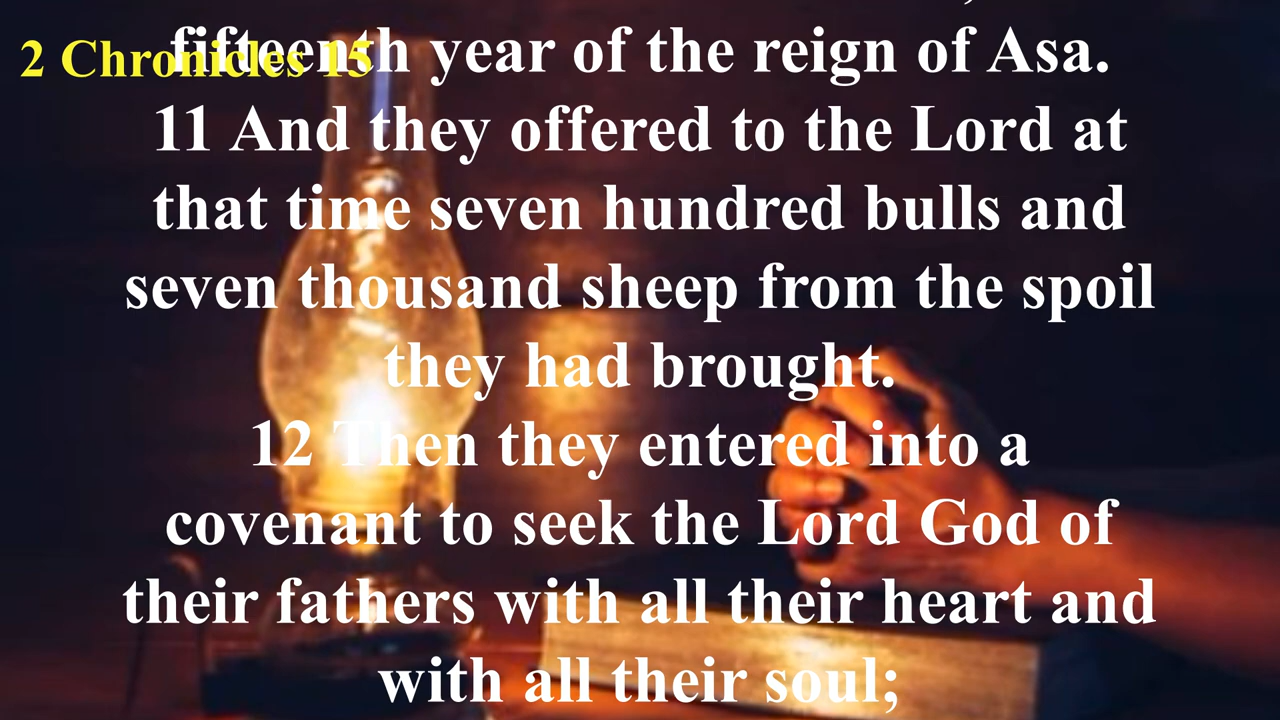 2 Chronicles 15
fifteenth year of the reign of Asa.
11 And they offered to the Lord at
that time seven hundred bulls and
seven thousand sheep from the spoil
they had brought.
12 Then they entered into a
covenant to seek the Lord God of
their fathers with all their heart and
with all their soul;